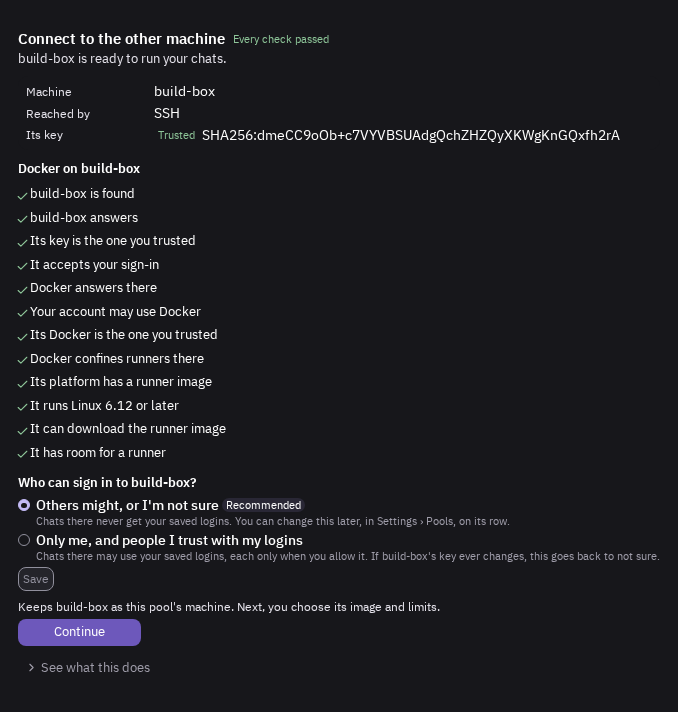 Connect to the other machine Every check passed
build-box is ready to run your chats.
Machine build-box
Reached by SSH
Its key Trusted SHA256:dmeCC9oOb+c7VYVBSUAdgQchZHZQyXKWgKnGQxfh2rA
Docker on build-box
build-box is found
build-box answers
Its key is the one you trusted
It accepts your sign-in
Docker answers there
Your account may use Docker
Its Docker is the one you trusted
Docker confines runners there
Its platform has a runner image
It runs Linux 6.12 or later
It can download the runner image
It has room for a runner
Who can sign in to build-box?
Others might, or I'm not sure Recommended
Chats there never get your saved logins. You can change this later, in Settings › Pools, on its row.
Only me, and people I trust with my logins
Chats there may use your saved logins, each only when you allow it. If build-box's key ever changes, this goes back to not sure.
Save
Keeps build-box as this pool's machine. Next, you choose its image and limits.
Continue
See what this does